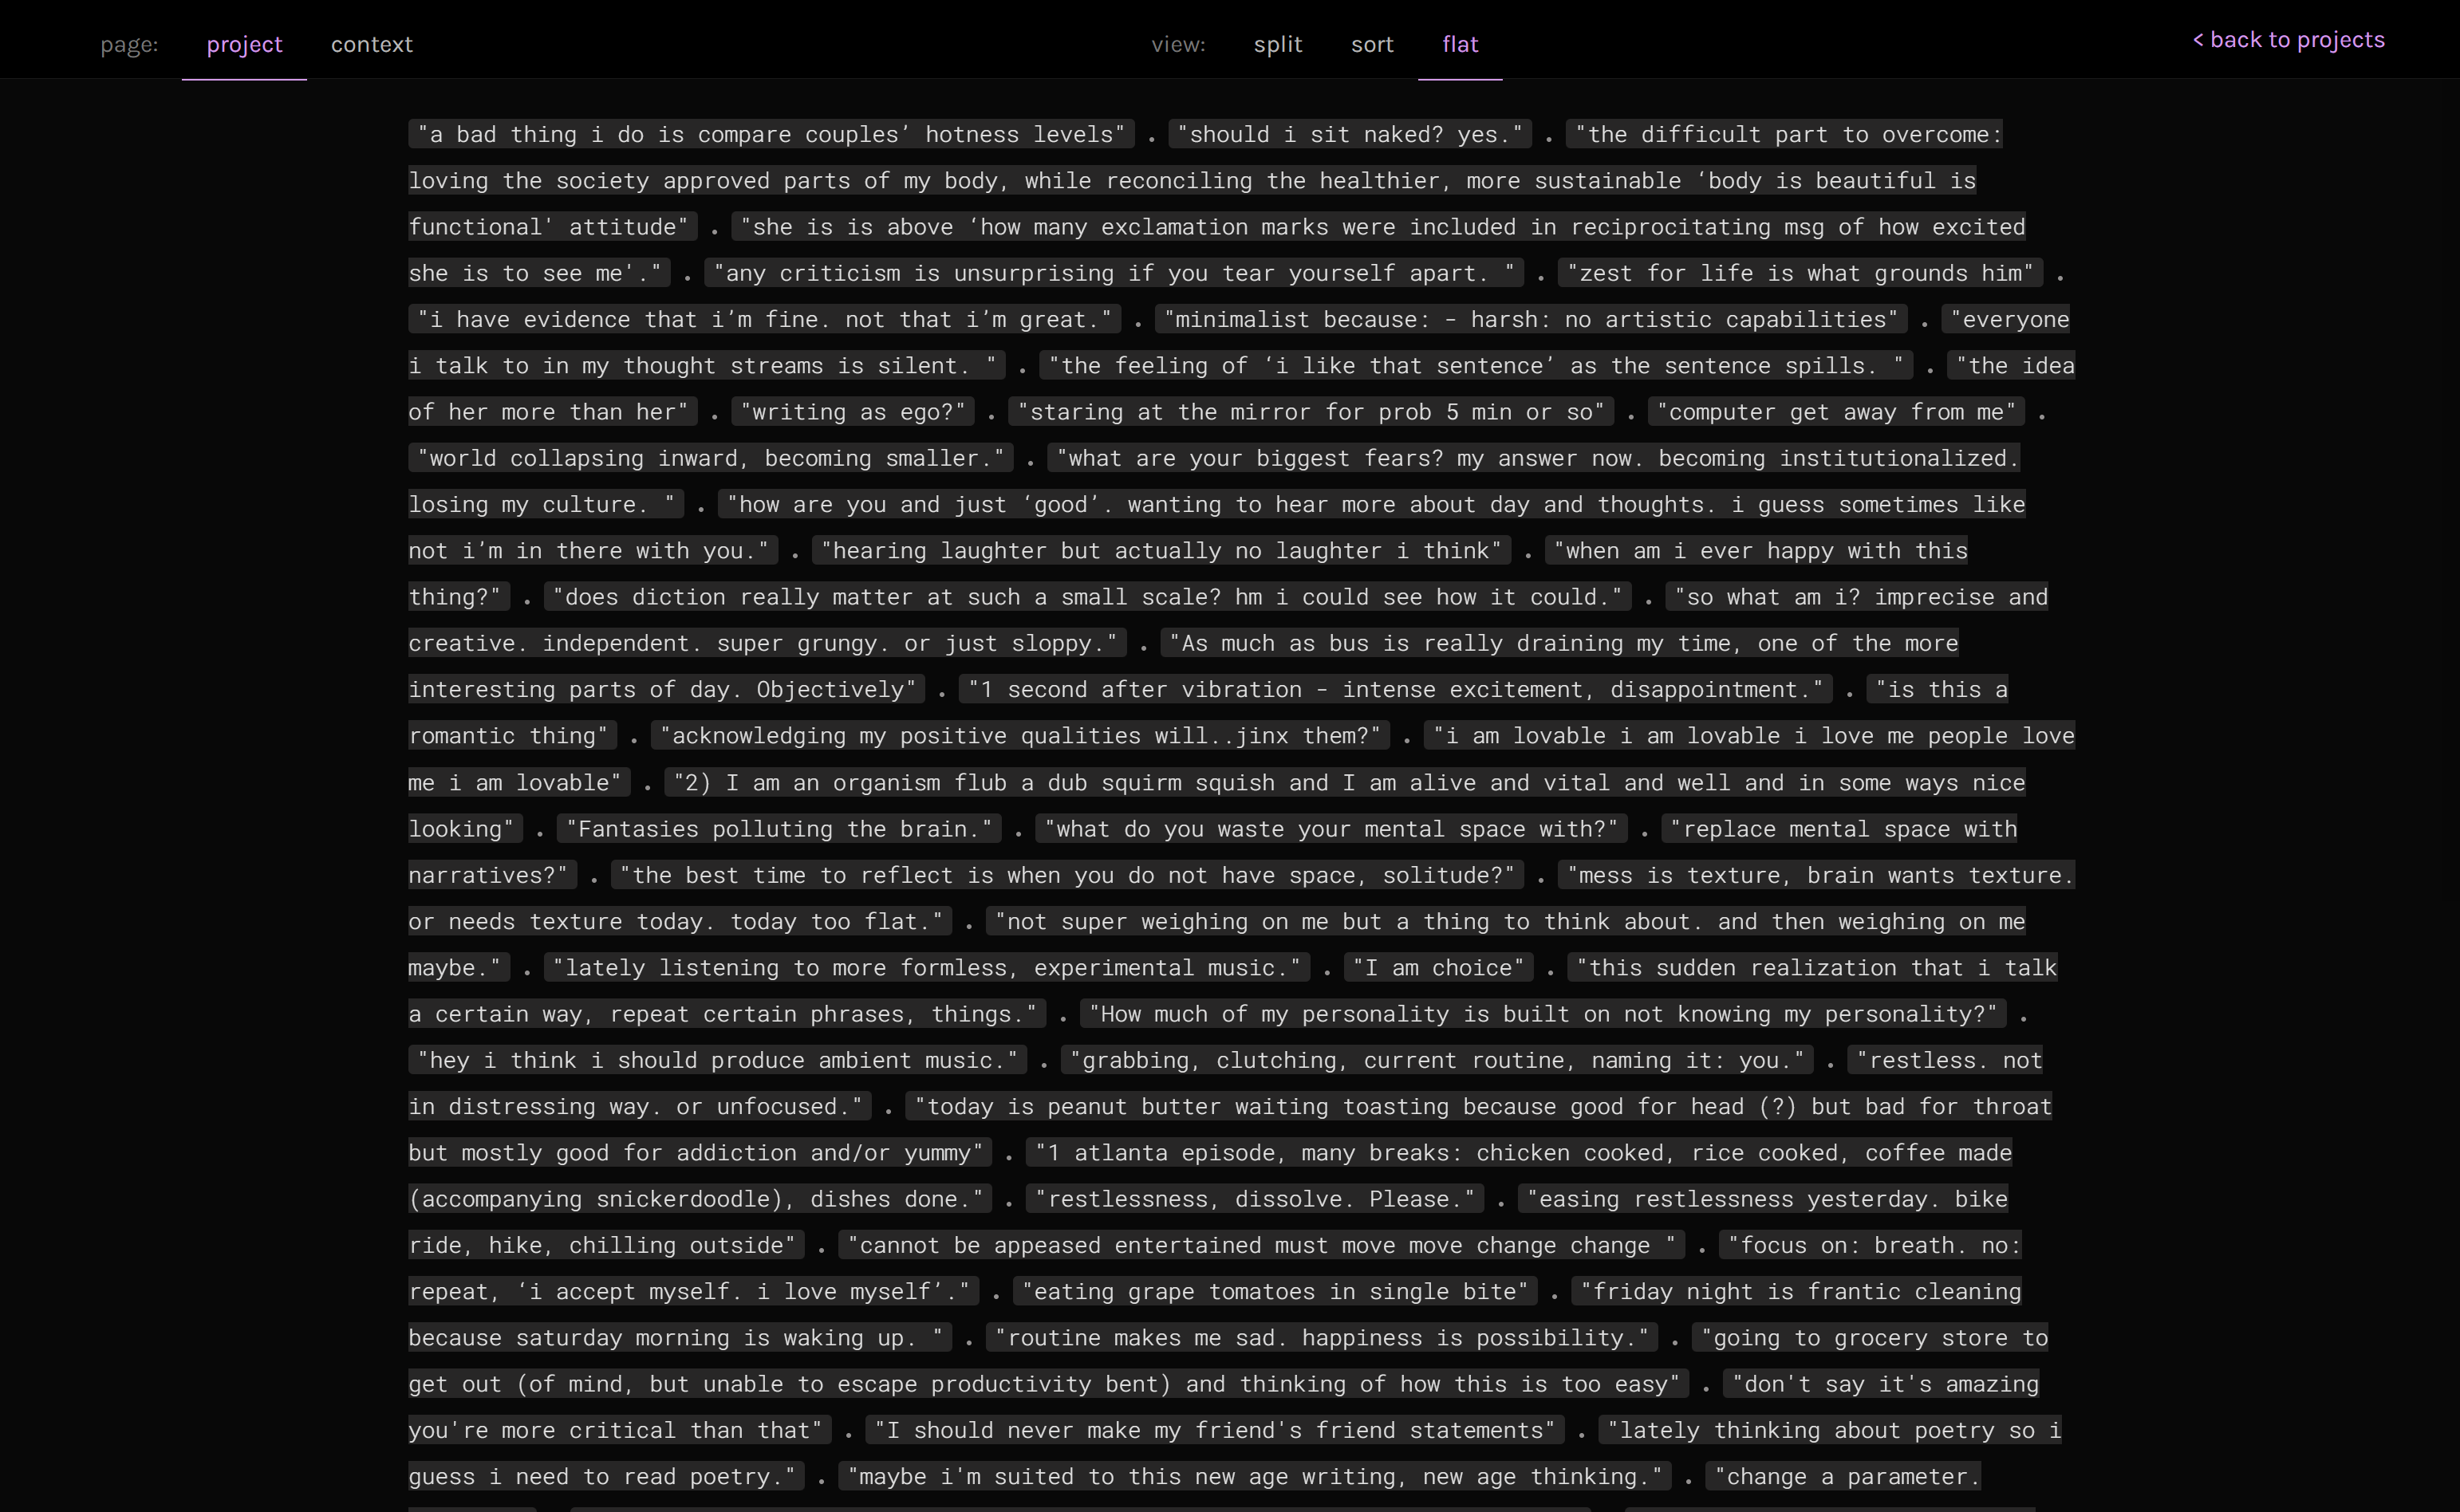 page: project context view: split sort flat < back to projects
"a bad thing i do is compare couples’ hotness levels" . "should i sit naked? yes." . "the difficult part to overcome:
loving the society approved parts of my body, while reconciling the healthier, more sustainable ‘body is beautiful is
functional' attitude" . "she is is above ‘how many exclamation marks were included in reciprocitating msg of how excited
she is to see me'." . "any criticism is unsurprising if you tear yourself apart. " . "zest for life is what grounds him" .
"i have evidence that i’m fine. not that i’m great." . "minimalist because: - harsh: no artistic capabilities" . "everyone
i talk to in my thought streams is silent. " . "the feeling of ‘i like that sentence’ as the sentence spills. " . "the idea
of her more than her" . "writing as ego?" . "staring at the mirror for prob 5 min or so" . "computer get away from me" .
"world collapsing inward, becoming smaller." . "what are your biggest fears? my answer now. becoming institutionalized.
losing my culture. " . "how are you and just ‘good’. wanting to hear more about day and thoughts. i guess sometimes like
not i’m in there with you." . "hearing laughter but actually no laughter i think" . "when am i ever happy with this
thing?" . "does diction really matter at such a small scale? hm i could see how it could." . "so what am i? imprecise and
creative. independent. super grungy. or just sloppy." . "As much as bus is really draining my time, one of the more
interesting parts of day. Objectively" . "1 second after vibration - intense excitement, disappointment." . "is this a
romantic thing" . "acknowledging my positive qualities will..jinx them?" . "i am lovable i am lovable i love me people love
me i am lovable" . "2) I am an organism flub a dub squirm squish and I am alive and vital and well and in some ways nice
looking" . "Fantasies polluting the brain." . "what do you waste your mental space with?" . "replace mental space with
narratives?" . "the best time to reflect is when you do not have space, solitude?" . "mess is texture, brain wants texture.
or needs texture today. today too flat." . "not super weighing on me but a thing to think about. and then weighing on me
maybe." . "lately listening to more formless, experimental music." . "I am choice" . "this sudden realization that i talk
a certain way, repeat certain phrases, things." . "How much of my personality is built on not knowing my personality?" .
"hey i think i should produce ambient music." . "grabbing, clutching, current routine, naming it: you." . "restless. not
in distressing way. or unfocused." . "today is peanut butter waiting toasting because good for head (?) but bad for throat
but mostly good for addiction and/or yummy" . "1 atlanta episode, many breaks: chicken cooked, rice cooked, coffee made
(accompanying snickerdoodle), dishes done." . "restlessness, dissolve. Please." . "easing restlessness yesterday. bike
ride, hike, chilling outside" . "cannot be appeased entertained must move move change change " . "focus on: breath. no:
repeat, ‘i accept myself. i love myself’." . "eating grape tomatoes in single bite" . "friday night is frantic cleaning
because saturday morning is waking up. " . "routine makes me sad. happiness is possibility." . "going to grocery store to
get out (of mind, but unable to escape productivity bent) and thinking of how this is too easy" . "don't say it's amazing
you're more critical than that" . "I should never make my friend's friend statements" . "lately thinking about poetry so i
guess i need to read poetry." . "maybe i'm suited to this new age writing, new age thinking." . "change a parameter.